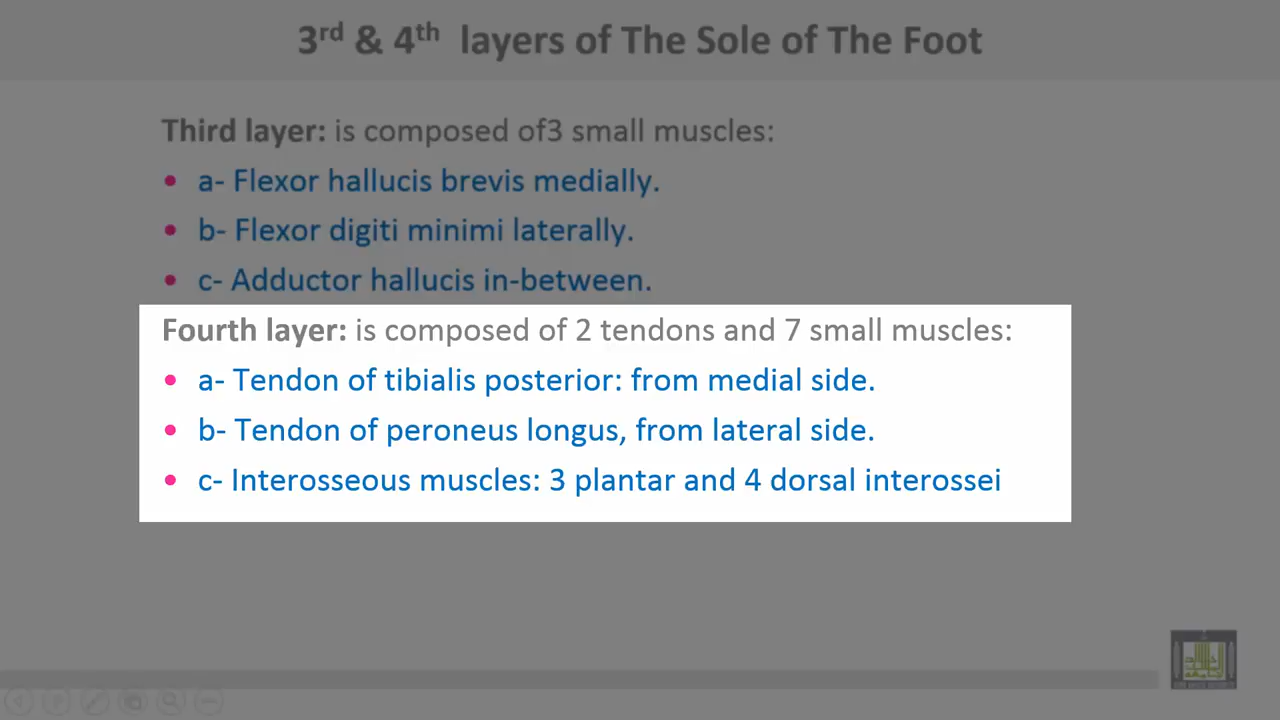 3rd & 4th layers of The Sole of The Foot
Third layer: is composed of3 small muscles:
• a- Flexor hallucis brevis medially.
• b- Flexor digiti minimi laterally.
• c- Adductor hallucis in-between.
Fourth layer: is composed of 2 tendons and 7 small muscles:
• a- Tendon of tibialis posterior: from medial side.
• b- Tendon of peroneus longus, from lateral side.
• c- Interosseous muscles: 3 plantar and 4 dorsal interossei